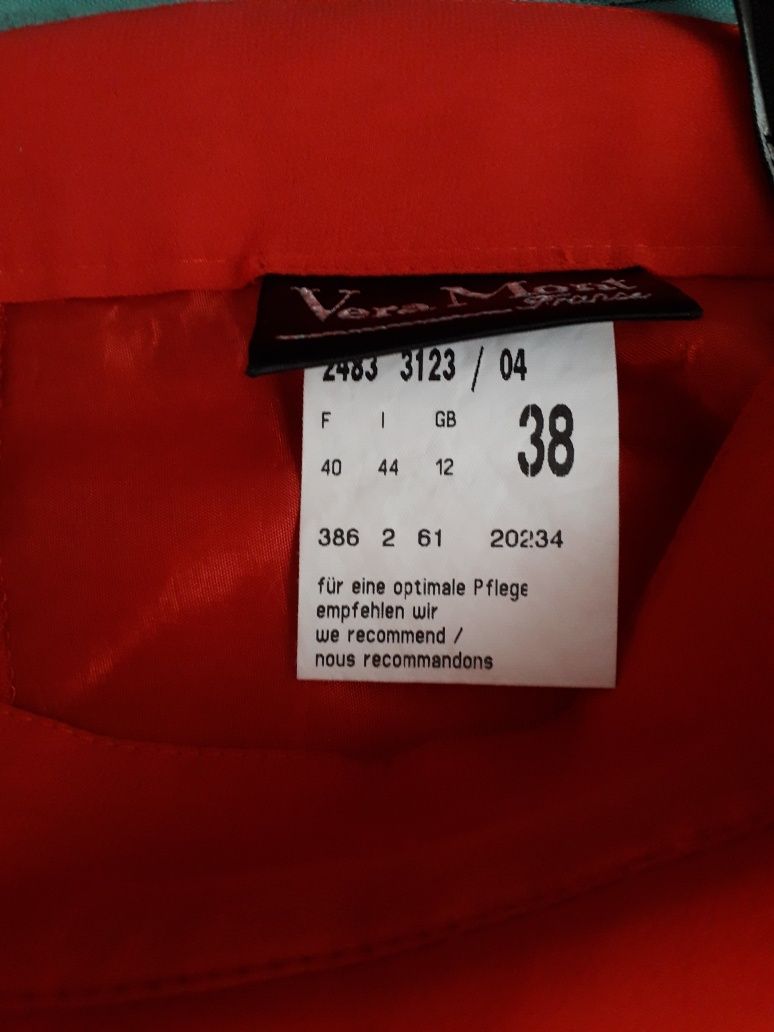 Vera Mont
France
2483 3123 / 04
F I GB 38
40 44 12
386 2 61 20234
für eine optimale Pflege
empfehlen wir
we recommend /
nous recommandons